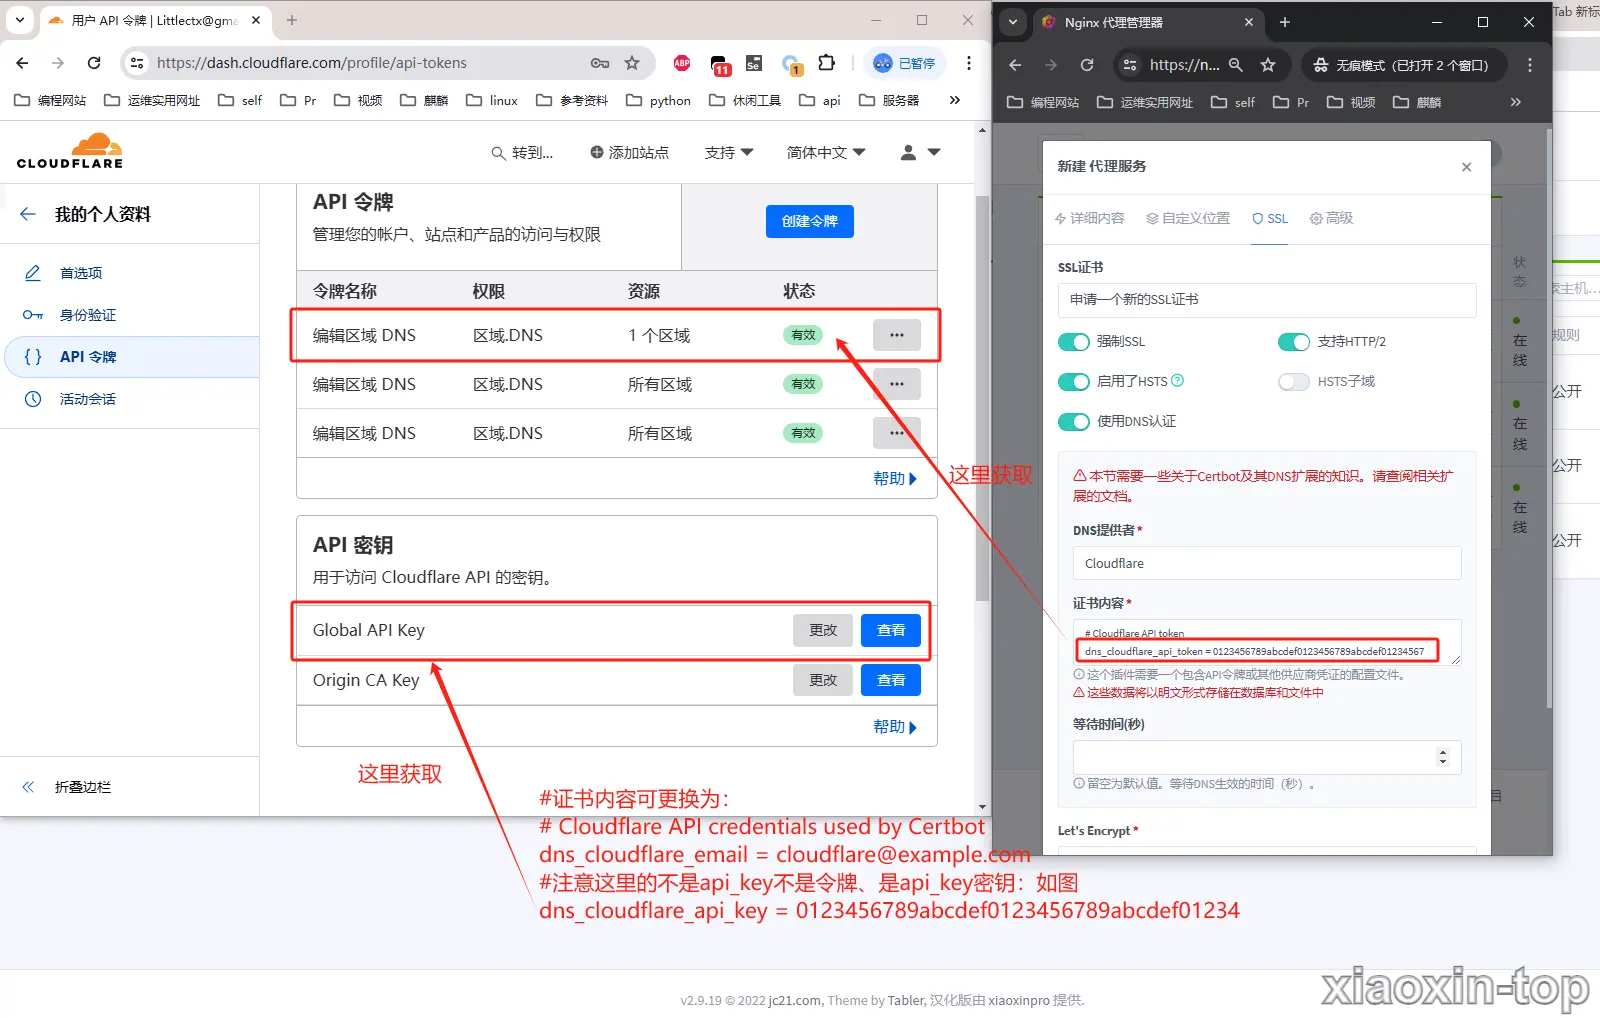 用户 API 令牌 | Littlectx@gma
https://dash.cloudflare.com/profile/api-tokens
ABP
11
Se
1
已暂停
编程网站
运维实用网址
self
Pr
视频
麒麟
linux
参考资料
python
休闲工具
api
服务器
CLOUDFLARE
转到...
添加站点
支持
简体中文
我的个人资料
首选项
身份验证
API 令牌
活动会话
折叠边栏
API 令牌
管理您的帐户、站点和产品的访问与权限
创建令牌
令牌名称 权限 资源 状态
编辑区域 DNS 区域.DNS 1 个区域 有效 •••
编辑区域 DNS 区域.DNS 所有区域 有效 •••
编辑区域 DNS 区域.DNS 所有区域 有效 •••
帮助
API 密钥
用于访问 Cloudflare API 的密钥。
Global API Key 更改 查看
Origin CA Key 更改 查看
帮助
这里获取
这里获取
#证书内容可更换为：
# Cloudflare API credentials used by Certbot
dns_cloudflare_email = cloudflare@example.com
#注意这里的不是api_key不是令牌、是api_key密钥：如图
dns_cloudflare_api_key = 0123456789abcdef0123456789abcdef01234
Nginx 代理管理器
https://n...
无痕模式（已打开 2 个窗口）
编程网站
运维实用网址
self
Pr
视频
麒麟
新建 代理服务
详细内容
自定义位置
SSL
高级
SSL证书
申请一个新的SSL证书
强制SSL
支持HTTP/2
启用了HSTS
HSTS子域
使用DNS认证
本节需要一些关于Certbot及其DNS扩展的知识。请查阅相关扩
展的文档。
DNS提供者*
Cloudflare
证书内容*
# Cloudflare API token
dns_cloudflare_api_token = 0123456789abcdef0123456789abcdef01234567
这个插件需要一个包含API令牌或其他供应商凭证的配置文件。
这些数据将以明文形式存储在数据库和文件中
等待时间(秒)
留空为默认值。等待DNS生效的时间（秒）。
Let's Encrypt*
状
态
在
线
在
线
在
线
Tab 新标
索主机...
规则
公开
公开
公开
目
v2.9.19 © 2022 jc21.com, Theme by Tabler, 汉化版由 xiaoxinpro 提供.
xiaoxin-top